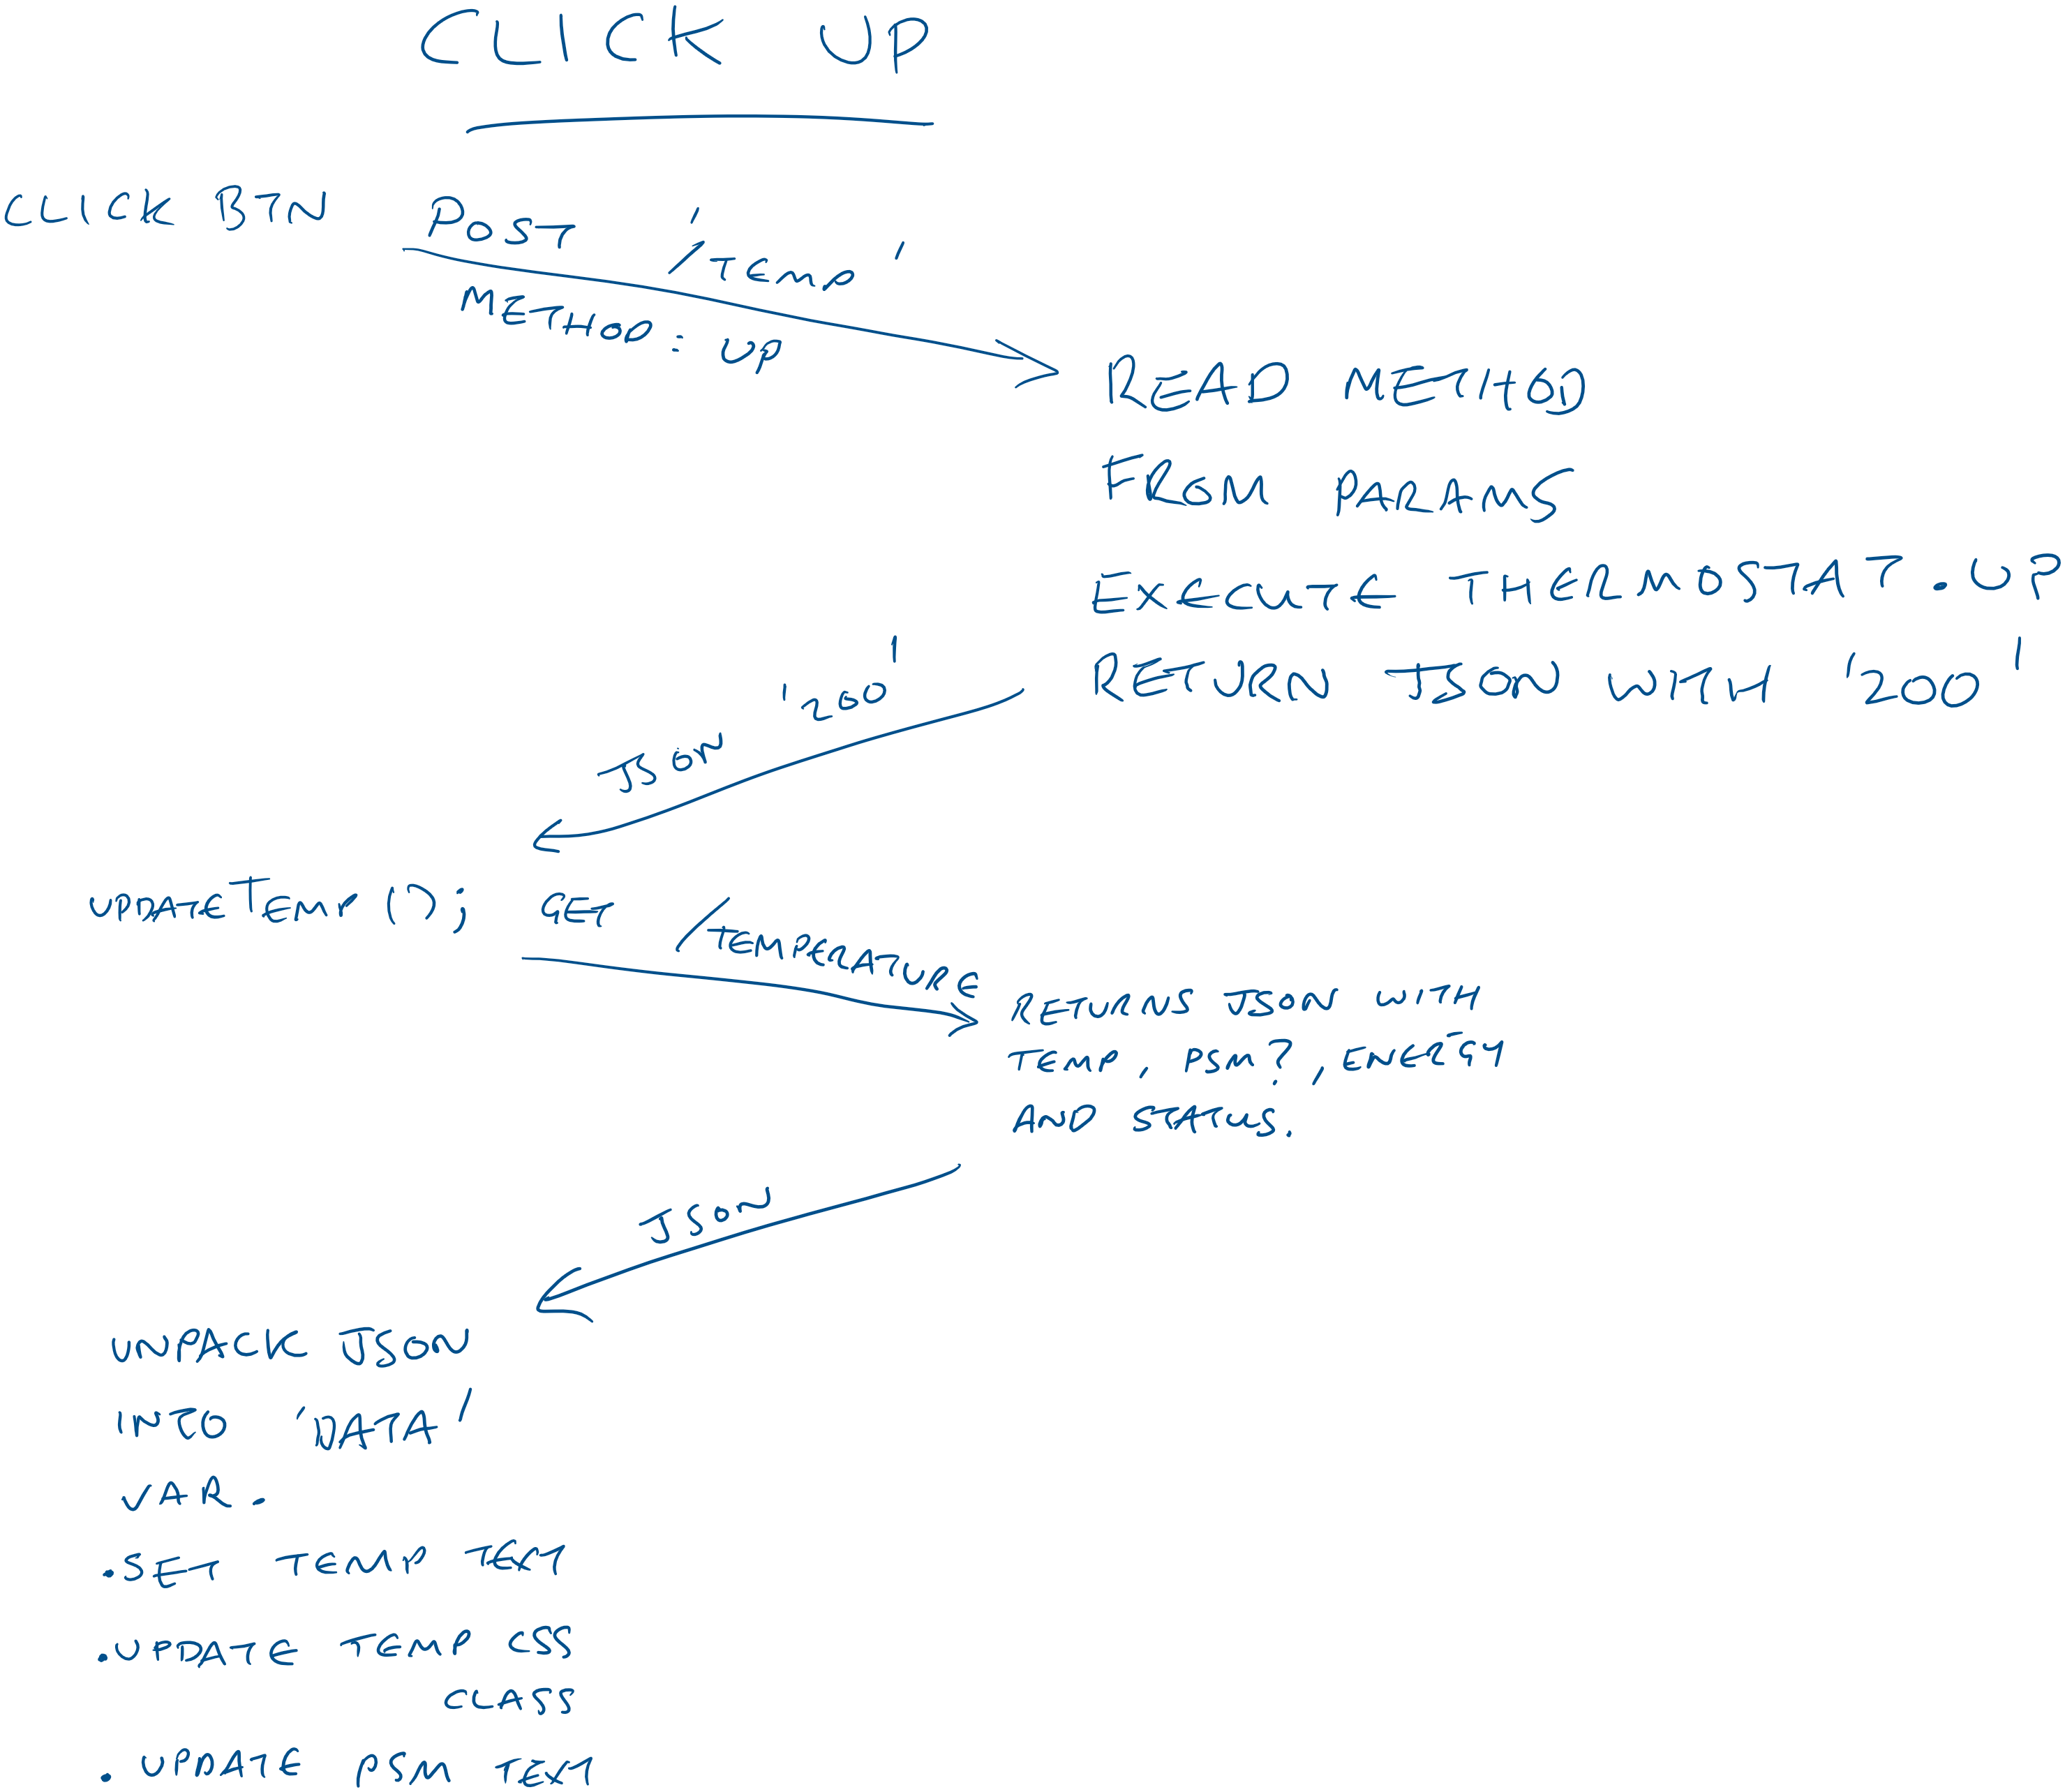 CLICK UP
CLICK BTN
POST '/TEMP'
METHOD: UP
READ METHOD
FROM PARAMS
EXECUTE THERMOSTAT.UP
RETURN JSON WITH '200'
JSON '200'
UPDATETEMP();
GET /TEMPERATURE
RETURNS JSON WITH
TEMP, PSM?, ENERGY
AND STATUS.
JSON
UNPACK JSON
INTO 'DATA'
VAR.
. SET TEMP TEXT
. UPDATE TEMP CSS
CLASS
. UPDATE PSM TEXT